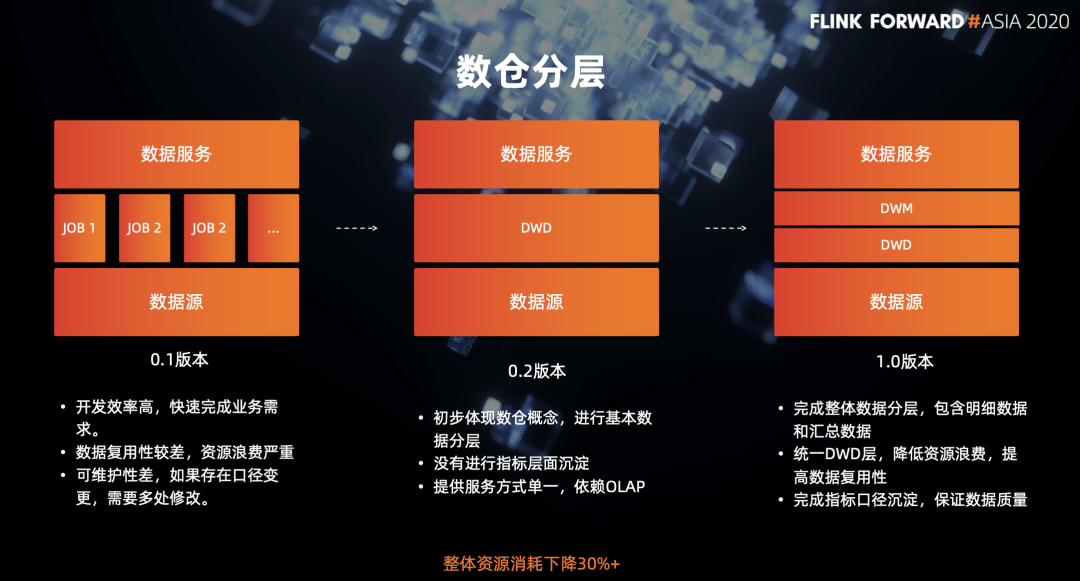 FLINK FORWARD #ASIA 2020
数仓分层
数据服务
JOB 1
JOB 2
JOB 2
...
数据源
0.1版本
• 开发效率高，快速完成业务需
求。
• 数据复用性较差，资源浪费严重
• 可维护性差，如果存在口径变
更，需要多处修改。
数据服务
DWD
数据源
0.2版本
• 初步体现数仓概念，进行基本数
据分层
• 没有进行指标层面沉淀
• 提供服务方式单一，依赖OLAP
数据服务
DWM
DWD
数据源
1.0版本
• 完成整体数据分层，包含明细数据
和汇总数据
• 统一DWD层，降低资源浪费，提
高数据复用性
• 完成指标口径沉淀，保证数据质量
整体资源消耗下降30%+